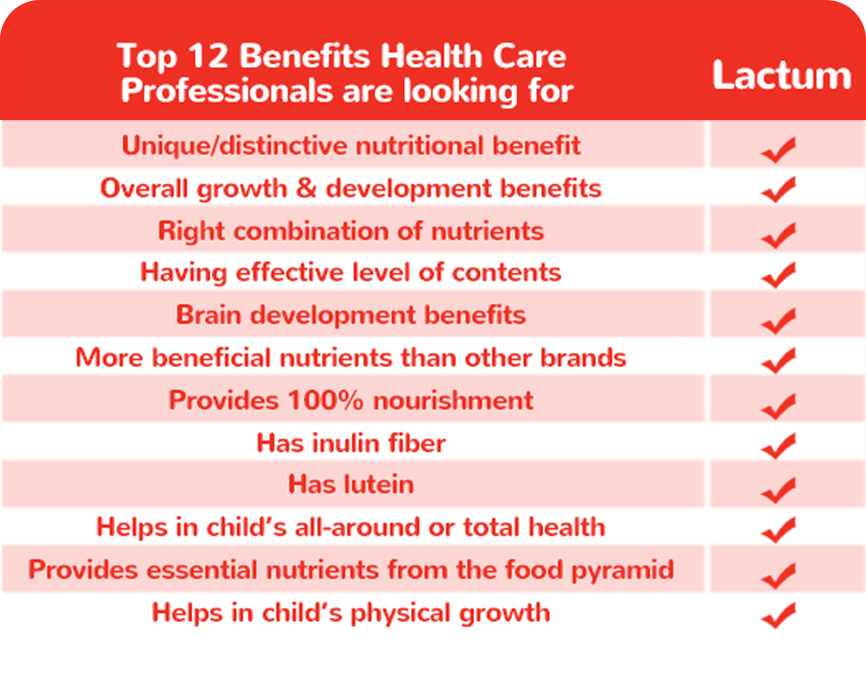 Top 12 Benefits Health Care
Professionals are looking for
Lactum
Unique/distinctive nutritional benefit
Overall growth & development benefits
Right combination of nutrients
Having effective level of contents
Brain development benefits
More beneficial nutrients than other brands
Provides 100% nourishment
Has inulin fiber
Has lutein
Helps in child's all-around or total health
Provides essential nutrients from the food pyramid
Helps in child's physical growth